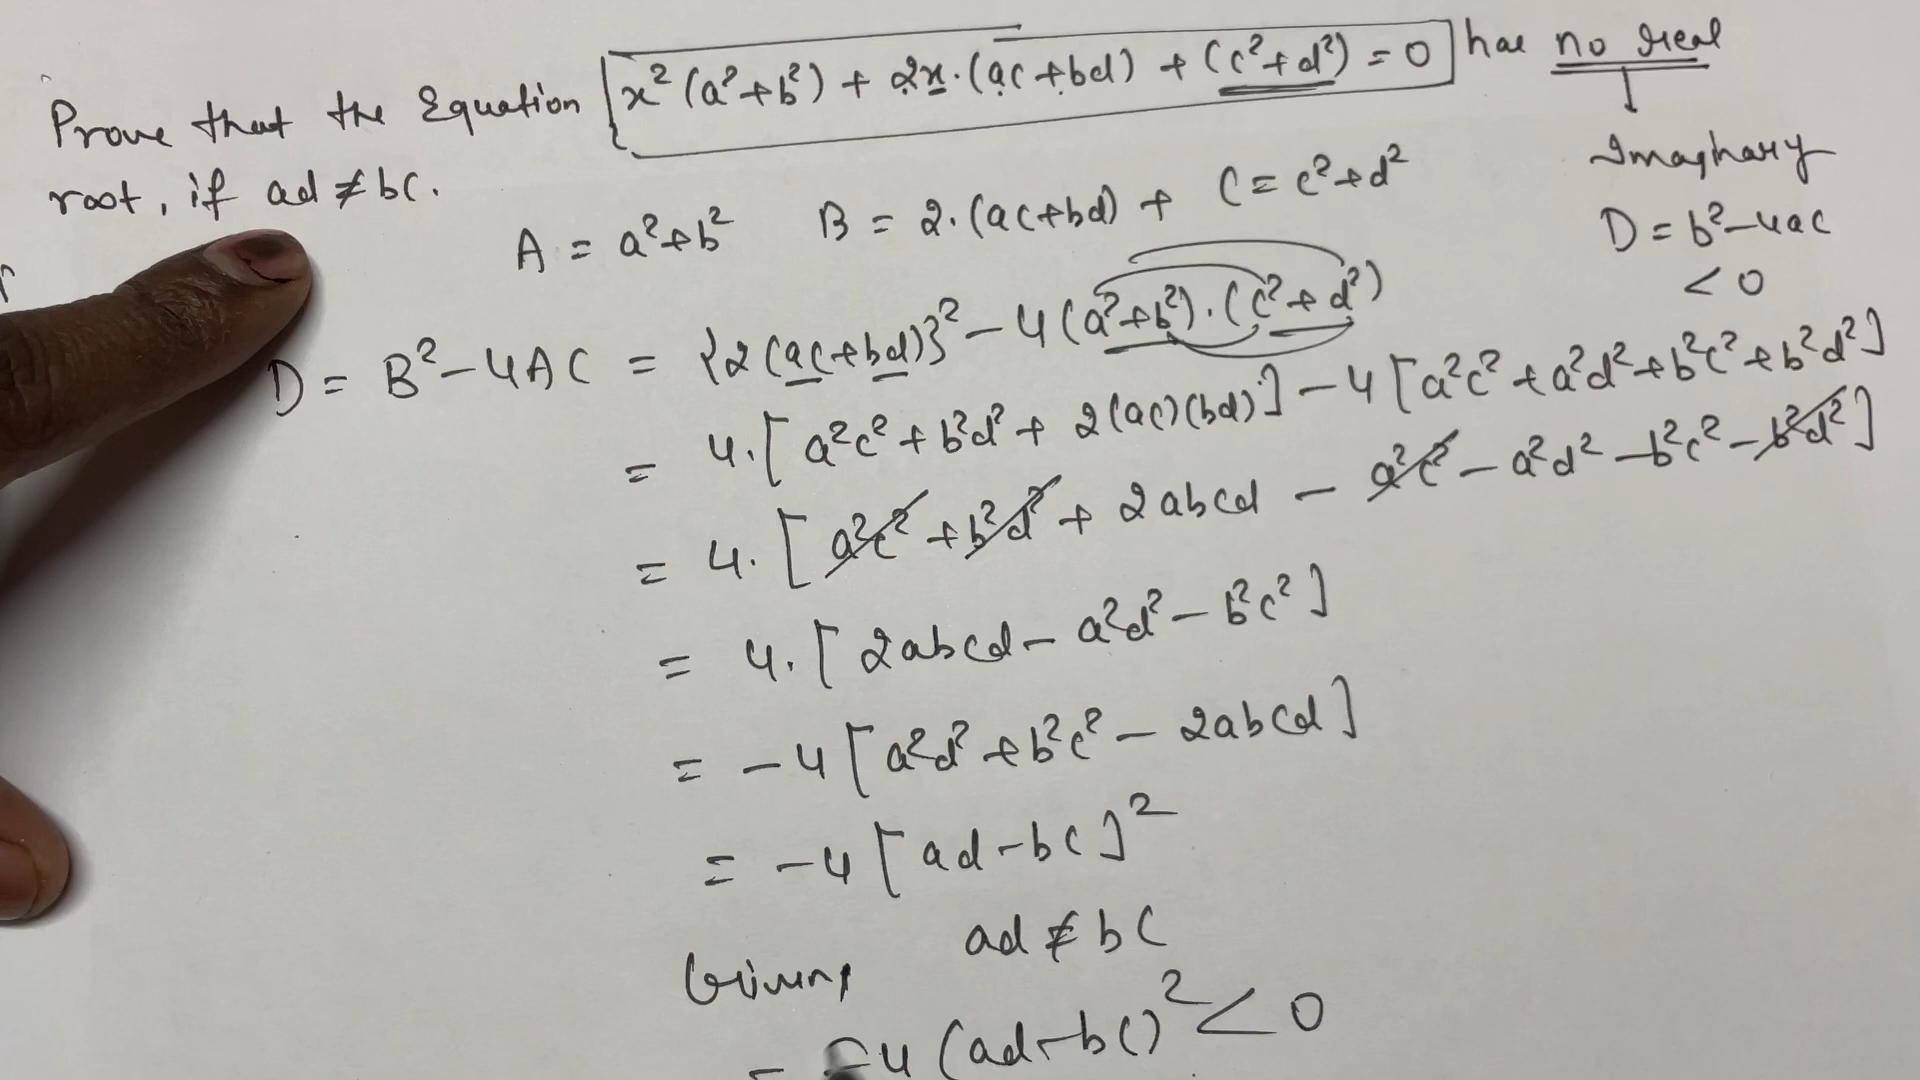 Prove that the Equation x²(a²+b²) + 2x.(ac+bd) + (c²+d²) = 0 has no real
root, if ad ≠ bc.
Imaginary
A = a²+b² B = 2.(ac+bd) + C = c²+d²
D = b²-4ac
< 0
D = B²-4AC = {2(ac+bd)}² - 4(a²+b²).(c²+d²)
= 4.[a²c² + b²d² + 2(ac)(bd)] - 4[a²c² + a²d² + b²c² + b²d²]
= 4.[a²c² + b²d² + 2abcd - a²c² - a²d² - b²c² - b²d²]
= 4.[2abcd - a²d² - b²c²]
= -4[a²d² + b²c² - 2abcd]
= -4[ad-bc]²
ad ≠ bc
= -4(ad-bc)² < 0